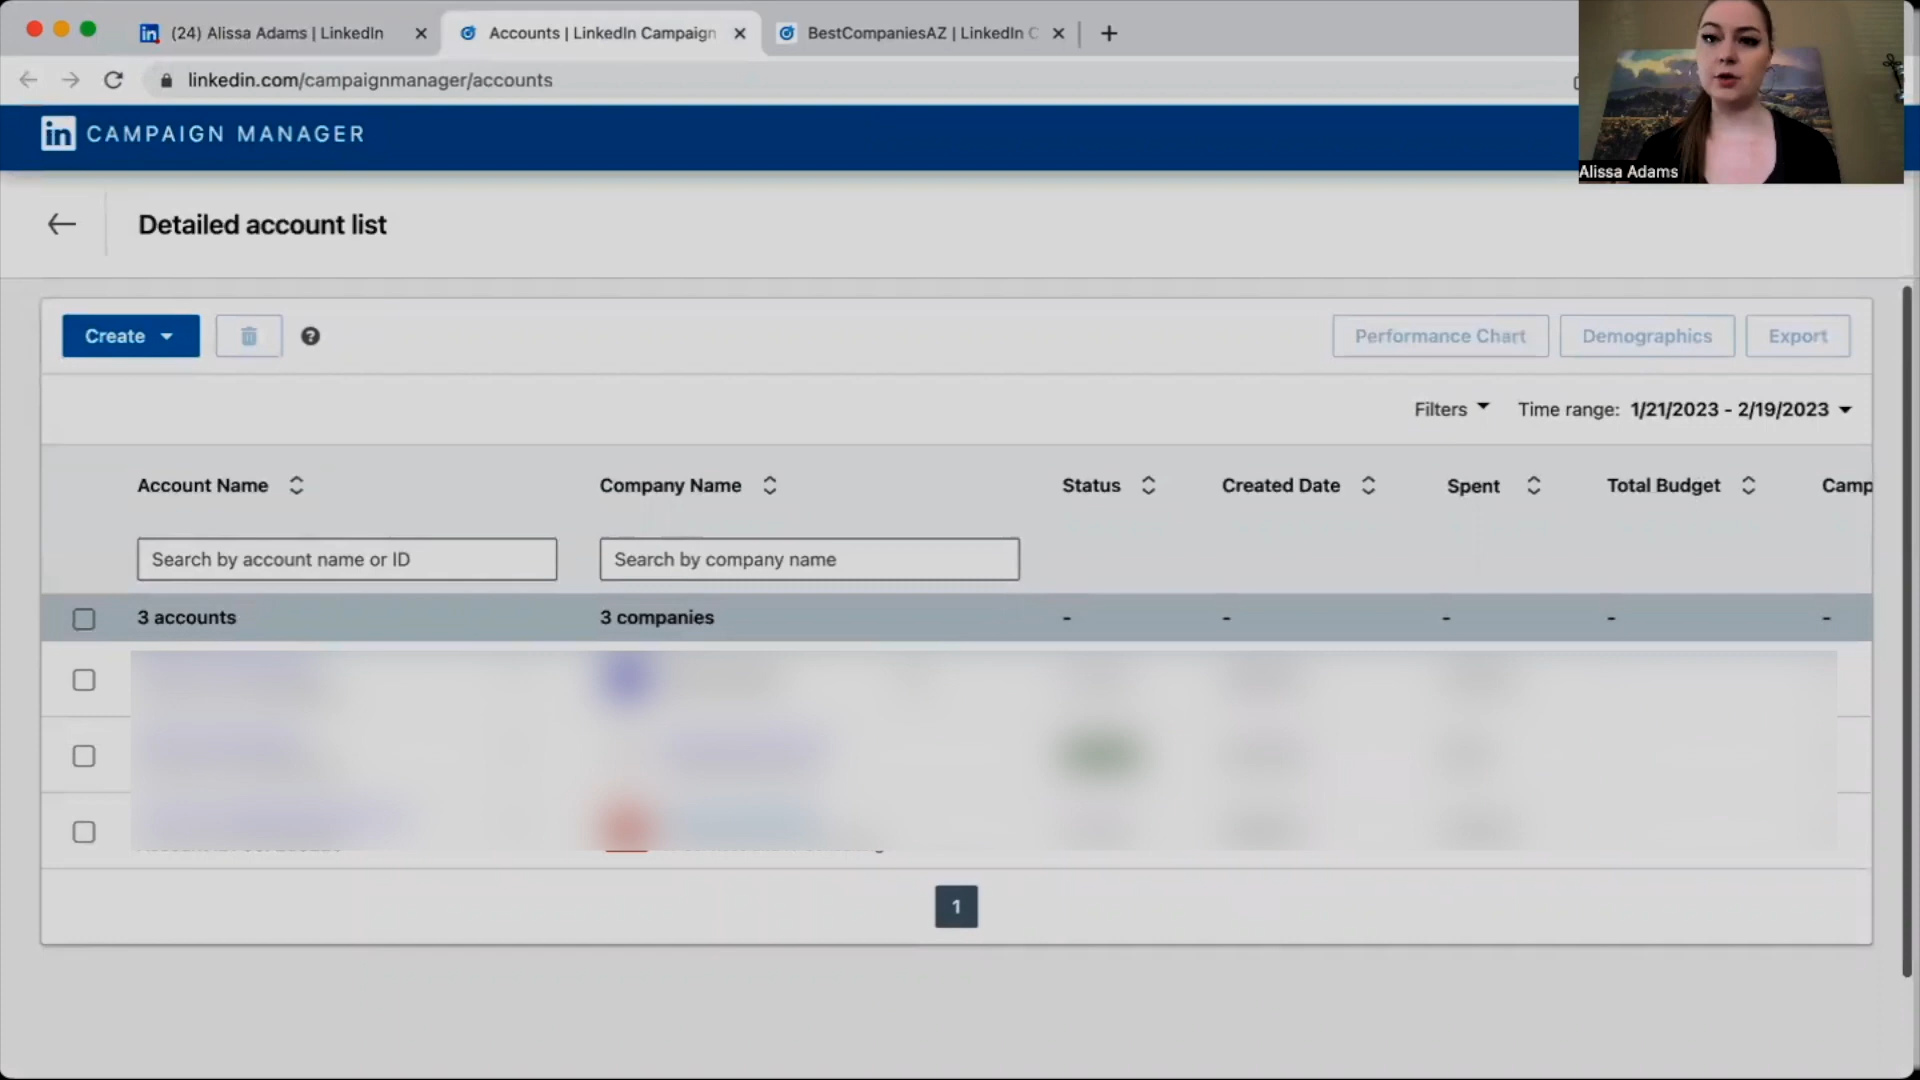 (24) Alissa Adams | LinkedIn
Accounts | LinkedIn Campaign
BestCompaniesAZ | LinkedIn C
linkedin.com/campaignmanager/accounts
in CAMPAIGN MANAGER
Alissa Adams
Detailed account list
Create
?
Performance Chart
Demographics
Export
Filters
Time range: 1/21/2023 - 2/19/2023
Account Name
Company Name
Status
Created Date
Spent
Total Budget
Camp
Search by account name or ID
Search by company name
3 accounts
3 companies
- - - - -
1